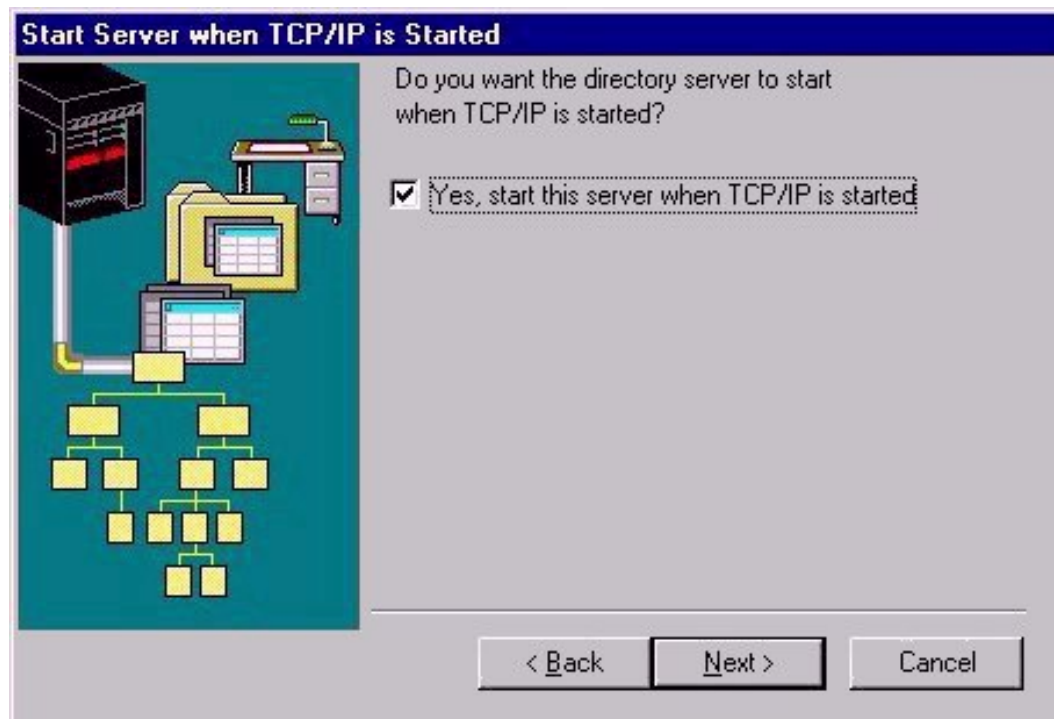 Start Server when TCP/IP is Started
Do you want the directory server to start
when TCP/IP is started?
Yes, start this server when TCP/IP is started
< Back
Next >
Cancel